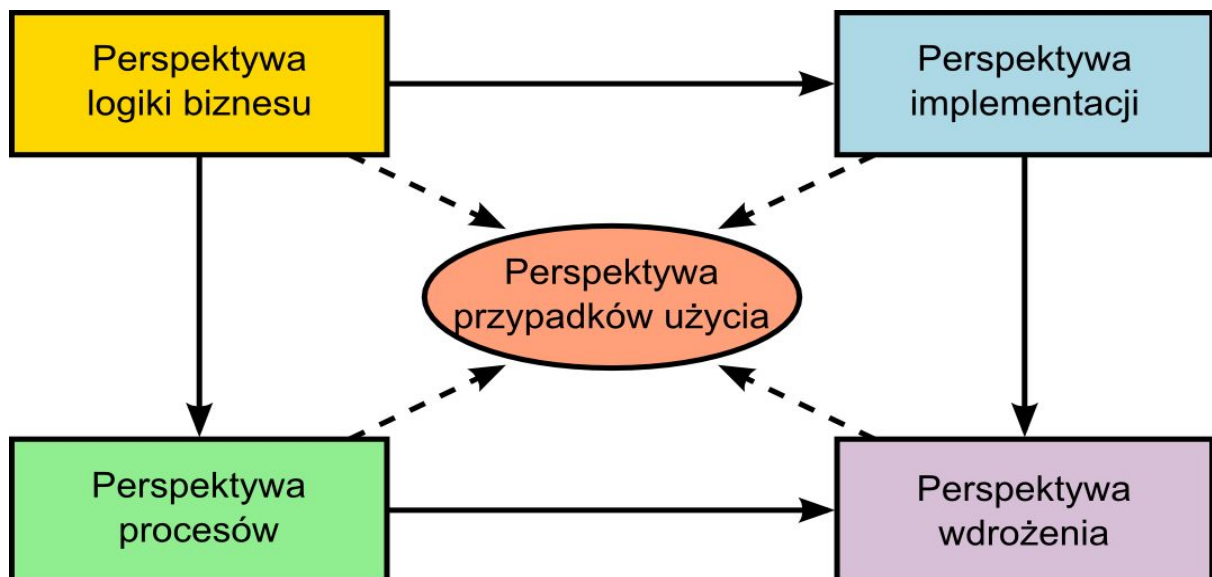 Perspektywa
logiki biznesu
Perspektywa
implementacji
Perspektywa
przypadków użycia
Perspektywa
procesów
Perspektywa
wdrożenia